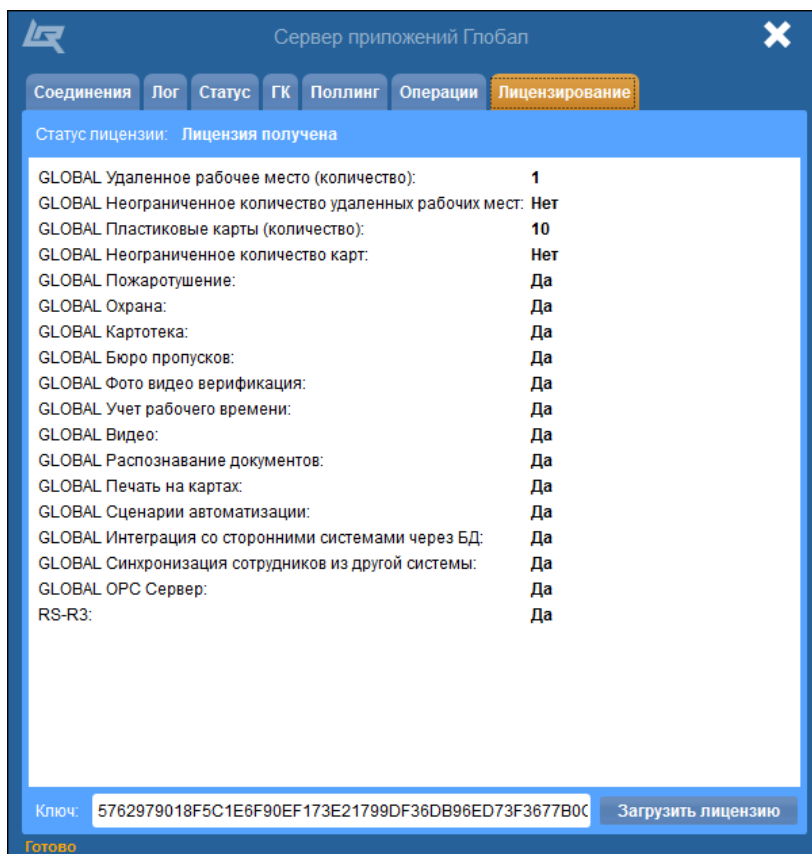 Сервер приложений Глобал
Соединения Лог Статус ГК Поллинг Операции Лицензирование
Статус лицензии: Лицензия получена
GLOBAL Удаленное рабочее место (количество): 1
GLOBAL Неограниченное количество удаленных рабочих мест: Нет
GLOBAL Пластиковые карты (количество): 10
GLOBAL Неограниченное количество карт: Нет
GLOBAL Пожаротушение: Да
GLOBAL Охрана: Да
GLOBAL Картотека: Да
GLOBAL Бюро пропусков: Да
GLOBAL Фото видео верификация: Да
GLOBAL Учет рабочего времени: Да
GLOBAL Видео: Да
GLOBAL Распознавание документов: Да
GLOBAL Печать на картах: Да
GLOBAL Сценарии автоматизации: Да
GLOBAL Интеграция со сторонними системами через БД: Да
GLOBAL Синхронизация сотрудников из другой системы: Да
GLOBAL OPC Сервер: Да
RS-R3: Да
Ключ: 5762979018F5C1E6F90EF173E21799DF36DB96ED73F3677B0 Загрузить лицензию
Готово